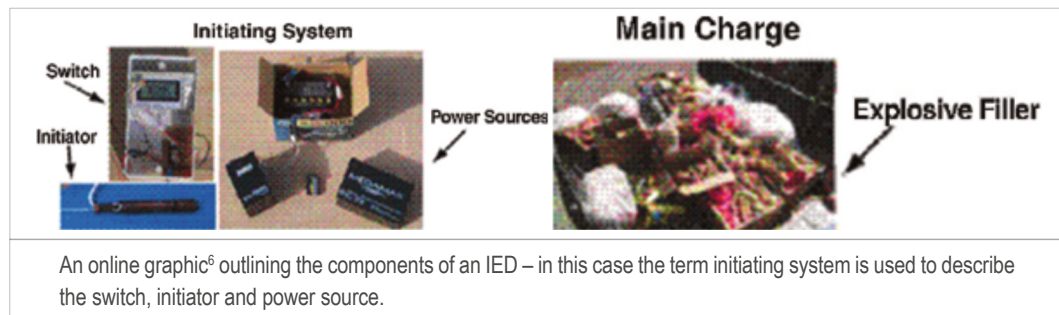 Initiating System
Main Charge
Switch
Initiator
Power Sources
Explosive Filler
An online graphic⁶ outlining the components of an IED – in this case the term initiating system is used to describe
the switch, initiator and power source.